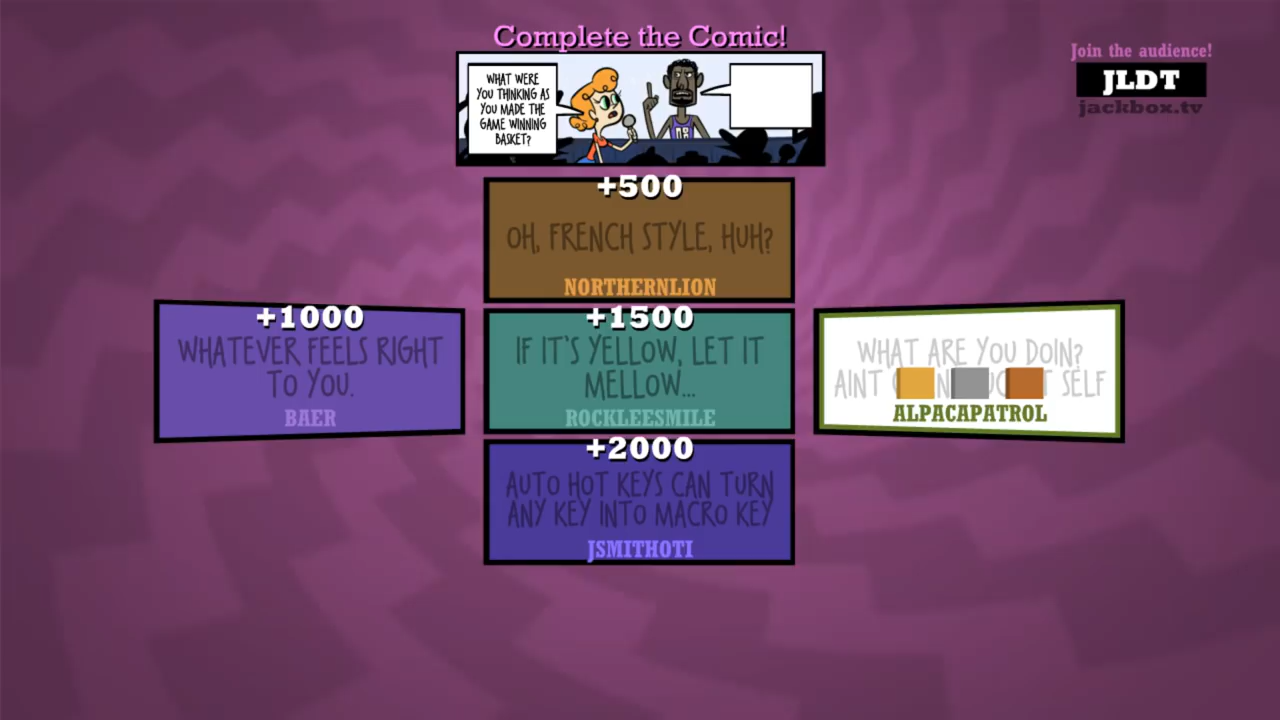 Complete the Comic!
Join the audience!
JLDT
jackbox.tv
WHAT WERE
YOU THINKING AS
YOU MADE THE
GAME WINNING
BASKET?
+500
OH, FRENCH STYLE, HUH?
NORTHERNLION
+1000
WHATEVER FEELS RIGHT
TO YOU.
BAER
+1500
IF IT'S YELLOW, LET IT
MELLOW...
ROCKLEESMILE
WHAT ARE YOU DOIN?
AINT SELF
ALPACAPATROL
+2000
AUTO HOT KEYS CAN TURN
ANY KEY INTO MACRO KEY
JSMITHOTI